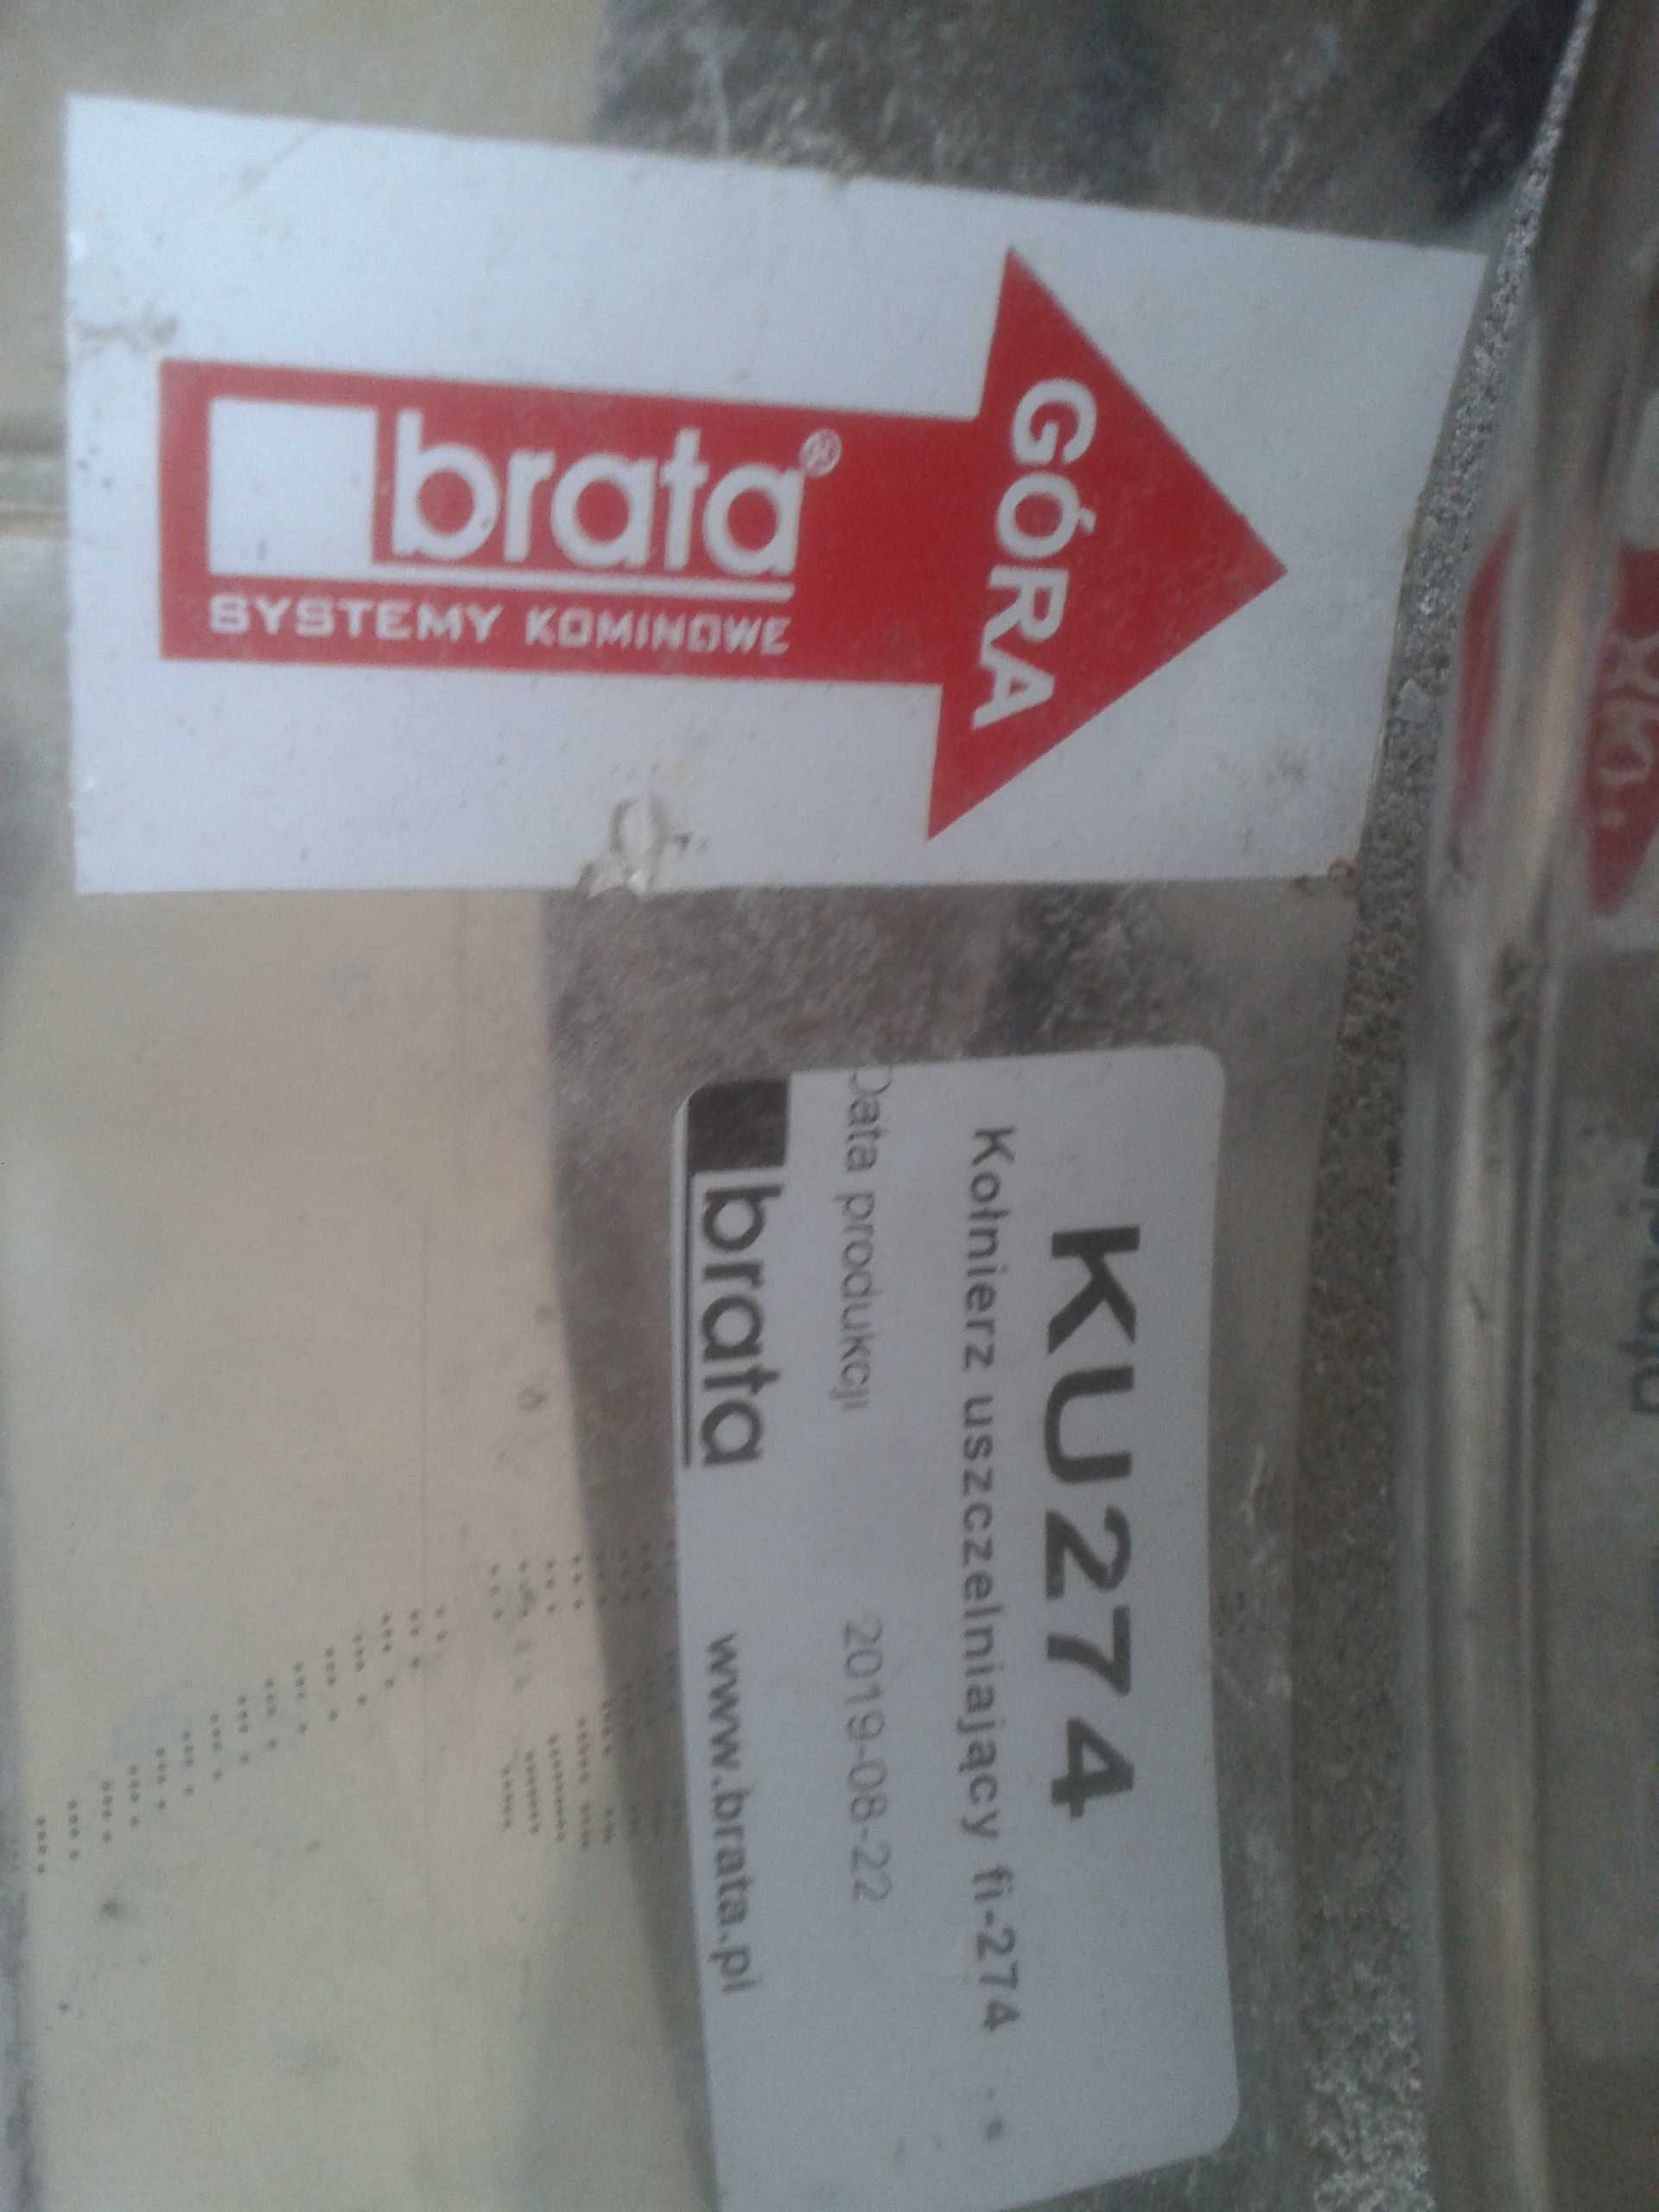 GÓRA
brata®
SYSTEMY KOMINOWE
KU274
Kołnierz uszczelniający fi-274
Data produkcji 2019-08-22
brata www.brata.pl